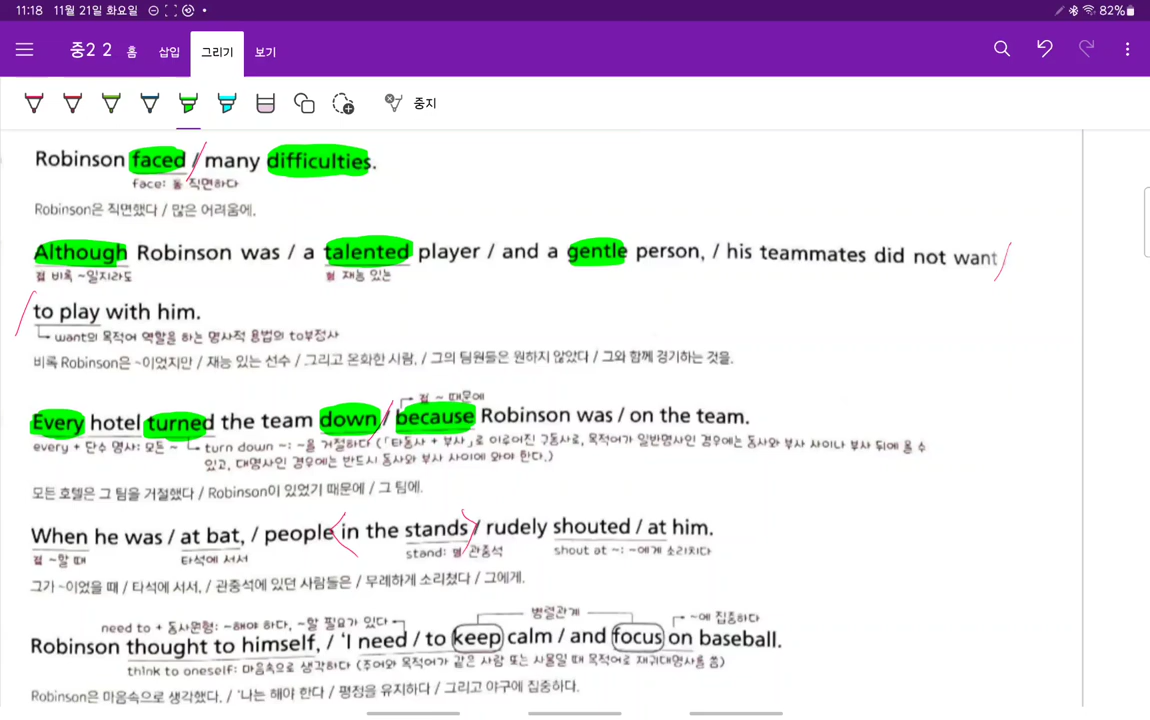 11:18 11월 21일 화요일 82%
중2 2 홈 삽입 그리기 보기
중지
Robinson faced / many difficulties.
face: 동 직면하다
Robinson은 직면했다 / 많은 어려움에.
Although Robinson was / a talented player / and a gentle person, / his teammates did not want /
접 비록 ~일지라도 형 재능 있는
/ to play with him.
want의 목적어 역할을 하는 명사적 용법의 to부정사
비록 Robinson은 ~이었지만 / 재능 있는 선수 / 그리고 온화한 사람, / 그의 팀원들은 원하지 않았다 / 그와 함께 경기하는 것을.
접 ~ 때문에
Every hotel turned the team down / because Robinson was / on the team.
every + 단수 명사: 모든 ~ turn down ~: ~을 거절하다 (「타동사 + 부사」로 이루어진 구동사로, 목적어가 일반명사인 경우에는 동사와 부사 사이나 부사 뒤에 올 수
있고, 대명사인 경우에는 반드시 동사와 부사 사이에 와야 한다.)
모든 호텔은 그 팀을 거절했다 / Robinson이 있었기 때문에 / 그 팀에.
When he was / at bat, / people (in the stands) / rudely shouted / at him.
접 ~할 때 타석에 서서 stand: 명 관중석 shout at ~: ~에게 소리치다
그가 ~이었을 때 / 타석에 서서, / 관중석에 있던 사람들은 / 무례하게 소리쳤다 / 그에게.
병렬관계
need to + 동사원형: ~해야 하다, ~할 필요가 있다 ~에 집중하다
Robinson thought to himself, / ‘I need / to keep calm / and focus on baseball.
think to oneself: 마음속으로 생각하다 (주어와 목적어가 같은 사람 또는 사물일 때 목적어로 재귀대명사를 씀)
Robinson은 마음속으로 생각했다, / ‘나는 해야 한다 / 평정을 유지하다 / 그리고 야구에 집중하다.